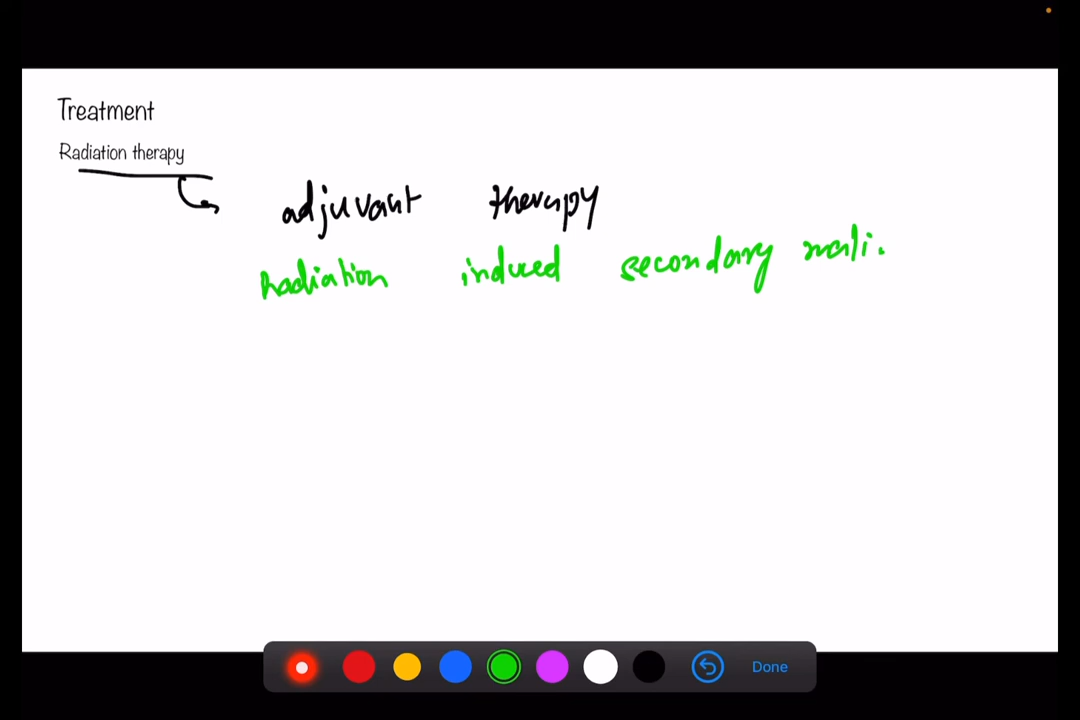 Treatment
Radiation therapy
adjuvant therapy
Radiation induced secondary mali.
Done